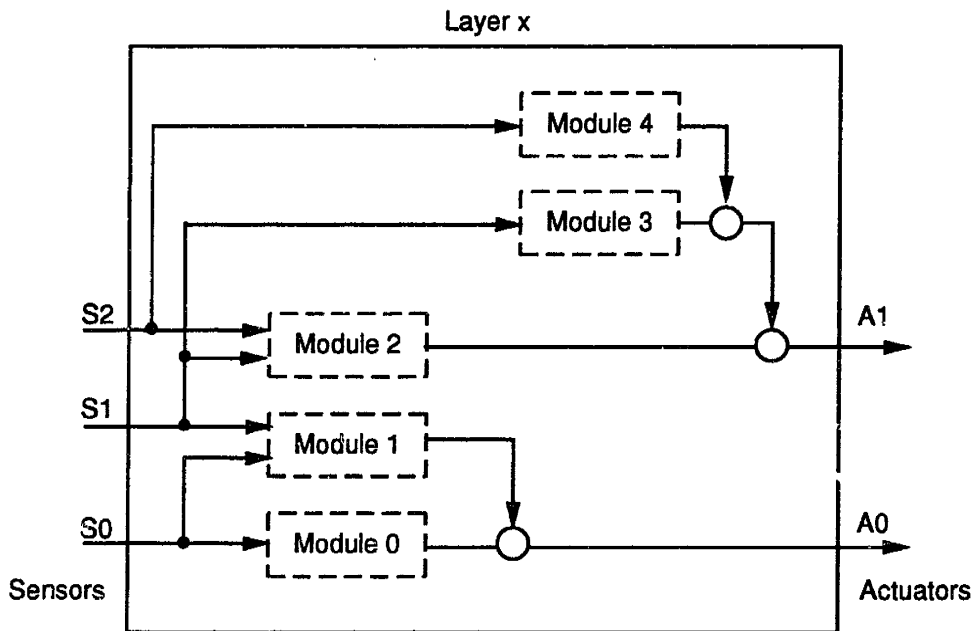 Layer x
Module 4
Module 3
S2
Module 2
A1
S1
Module 1
S0
Module 0
A0
Sensors
Actuators